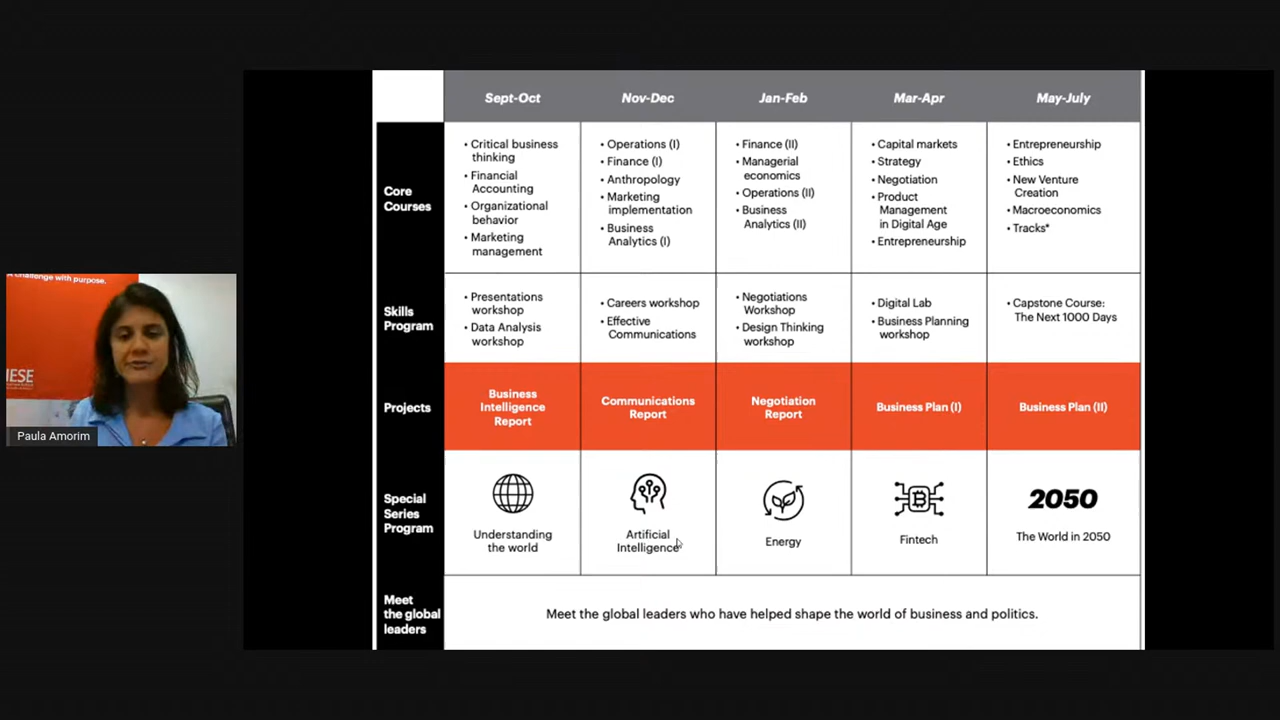 Sept-Oct
Nov-Dec
Jan-Feb
Mar-Apr
May-July
Core
Courses
• Critical business
thinking
• Financial
Accounting
• Organizational
behavior
• Marketing
management
• Operations (I)
• Finance (I)
• Anthropology
• Marketing
implementation
• Business
Analytics (I)
• Finance (II)
• Managerial
economics
• Operations (II)
• Business
Analytics (II)
• Capital markets
• Strategy
• Negotiation
• Product
Management
in Digital Age
• Entrepreneurship
• Entrepreneurship
• Ethics
• New Venture
Creation
• Macroeconomics
• Tracks*
Skills
Program
• Presentations
workshop
• Data Analysis
workshop
• Careers workshop
• Effective
Communications
• Negotiations
Workshop
• Design Thinking
workshop
• Digital Lab
• Business Planning
workshop
• Capstone Course:
The Next 1000 Days
Projects
Business
Intelligence
Report
Communications
Report
Negotiation
Report
Business Plan (I)
Business Plan (II)
Special
Series
Program
Understanding
the world
Artificial
Intelligence
Energy
Fintech
2050
The World in 2050
Meet
the global
leaders
Meet the global leaders who have helped shape the world of business and politics.
challenge with purpose.
IESE
Paula Amorim